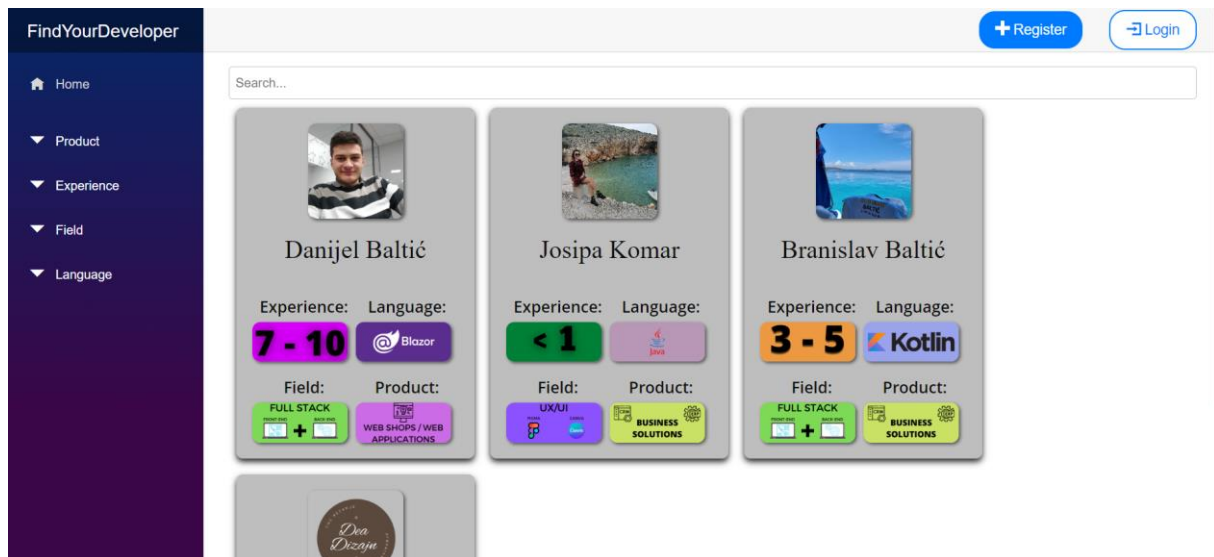 FindYourDeveloper
Register
Login
Home
Product
Experience
Field
Language
Search...
Danijel Baltić
Experience: Language:
7 - 10 Blazor
Field: Product:
FULL STACK
WEB SHOPS / WEB
APPLICATIONS
Josipa Komar
Experience: Language:
< 1 Java
Field: Product:
UX/UI
BUSINESS
SOLUTIONS
Branislav Baltić
Experience: Language:
3 - 5 Kotlin
Field: Product:
FULL STACK
BUSINESS
SOLUTIONS
Dea
Dizajn